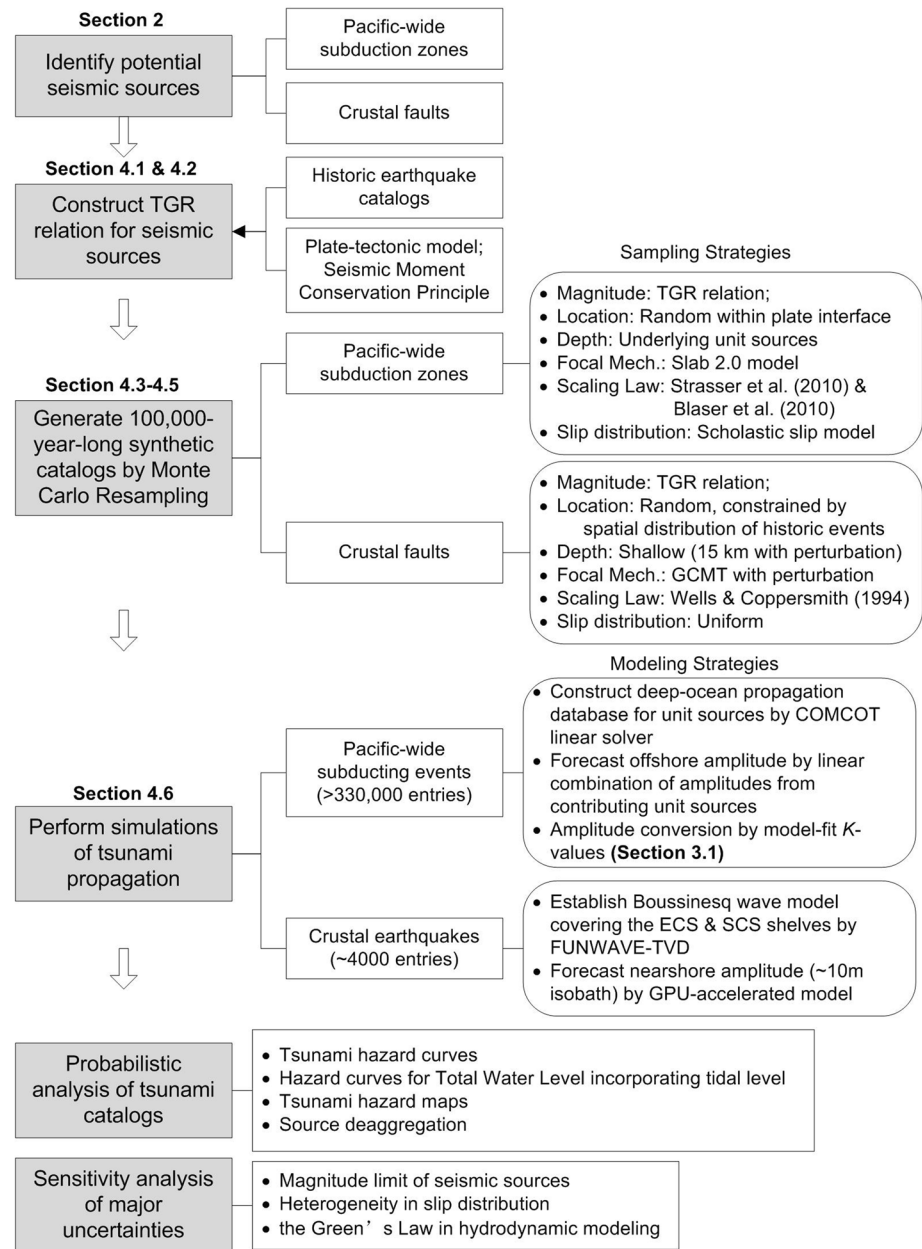 Section 2
Identify potential
seismic sources
Pacific-wide
subduction zones
Crustal faults
Section 4.1 & 4.2
Construct TGR
relation for seismic
sources
Historic earthquake
catalogs
Plate-tectonic model;
Seismic Moment
Conservation Principle
Section 4.3-4.5
Generate 100,000-
year-long synthetic
catalogs by Monte
Carlo Resampling
Pacific-wide
subduction zones
Sampling Strategies
• Magnitude: TGR relation;
• Location: Random within plate interface
• Depth: Underlying unit sources
• Focal Mech.: Slab 2.0 model
• Scaling Law: Strasser et al. (2010) &
Blaser et al. (2010)
• Slip distribution: Scholastic slip model
Crustal faults
• Magnitude: TGR relation;
• Location: Random, constrained by
spatial distribution of historic events
• Depth: Shallow (15 km with perturbation)
• Focal Mech.: GCMT with perturbation
• Scaling Law: Wells & Coppersmith (1994)
• Slip distribution: Uniform
Section 4.6
Perform simulations
of tsunami
propagation
Pacific-wide
subducting events
(>330,000 entries)
Modeling Strategies
• Construct deep-ocean propagation
database for unit sources by COMCOT
linear solver
• Forecast offshore amplitude by linear
combination of amplitudes from
contributing unit sources
• Amplitude conversion by model-fit K-
values (Section 3.1)
Crustal earthquakes
(~4000 entries)
• Establish Boussinesq wave model
covering the ECS & SCS shelves by
FUNWAVE-TVD
• Forecast nearshore amplitude (~10m
isobath) by GPU-accelerated model
Probabilistic
analysis of tsunami
catalogs
• Tsunami hazard curves
• Hazard curves for Total Water Level incorporating tidal level
• Tsunami hazard maps
• Source deaggregation
Sensitivity analysis
of major
uncertainties
• Magnitude limit of seismic sources
• Heterogeneity in slip distribution
• the Green’s Law in hydrodynamic modeling